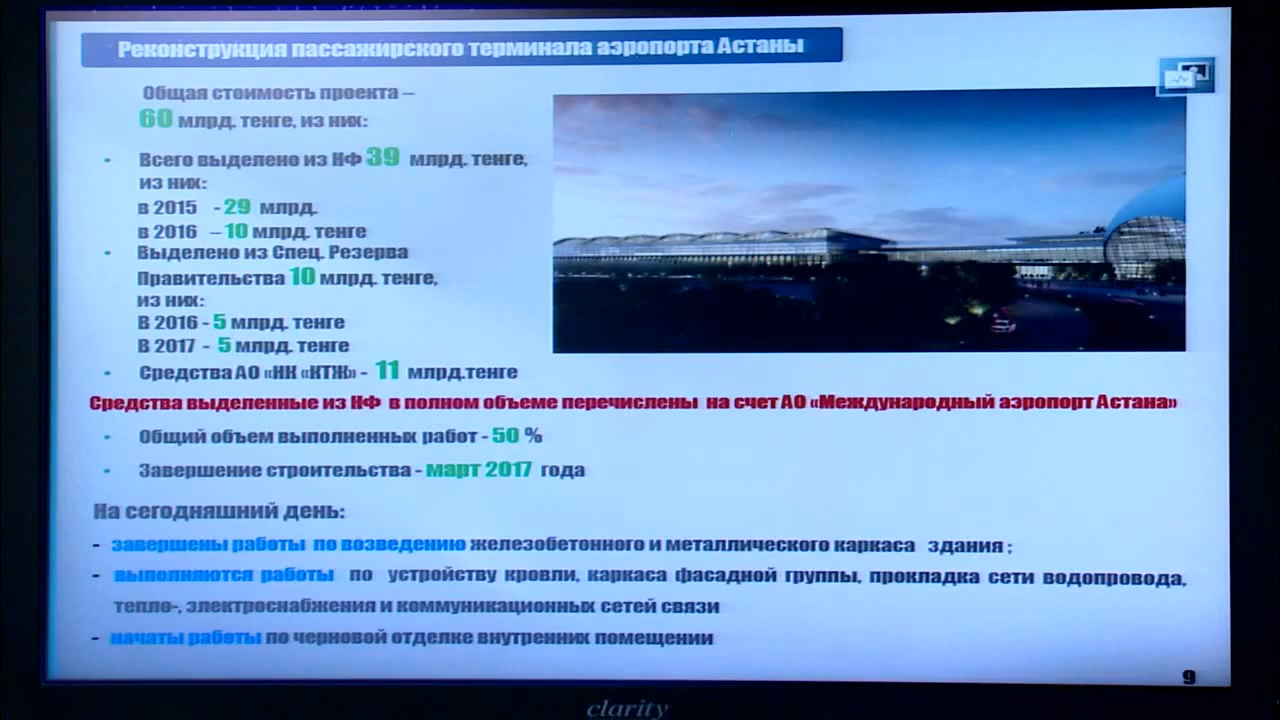 Реконструкция пассажирского терминала аэропорта Астаны
Общая стоимость проекта –
60 млрд. тенге, из них:
• Всего выделено из НФ 39 млрд. тенге,
из них:
в 2015 - 29 млрд.
в 2016 – 10 млрд. тенге
• Выделено из Спец. Резерва
Правительства 10 млрд. тенге,
из них:
В 2016 - 5 млрд. тенге
В 2017 - 5 млрд. тенге
• Средства АО «НК «КТЖ» - 11 млрд.тенге
Средства выделенные из НФ в полном объеме перечислены на счет АО «Международный аэропорт Астана»
• Общий объем выполненных работ - 50 %
• Завершение строительства - март 2017 года
На сегодняшний день:
- завершены работы по возведению железобетонного и металлического каркаса здания ;
- выполняются работы по устройству кровли, каркаса фасадной группы, прокладка сети водопровода,
тепло-, электроснабжения и коммуникационных сетей связи
- начаты работы по черновой отделке внутренних помещении
9
clarity